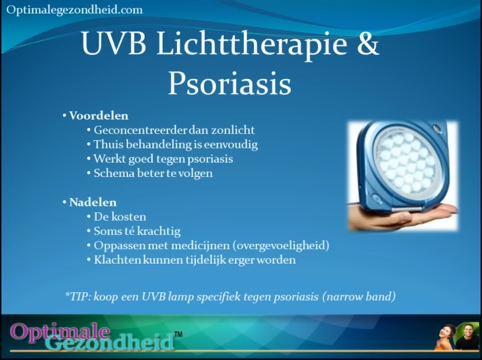 Optimalegezondheid.com
UVB Lichttherapie &
Psoriasis
• Voordelen
• Geconcentreerder dan zonlicht
• Thuis behandeling is eenvoudig
• Werkt goed tegen psoriasis
• Schema beter te volgen
• Nadelen
• De kosten
• Soms té krachtig
• Oppassen met medicijnen (overgevoeligheid)
• Klachten kunnen tijdelijk erger worden
*TIP: koop een UVB lamp specifiek tegen psoriasis (narrow band)
Optimale
Gezondheid™